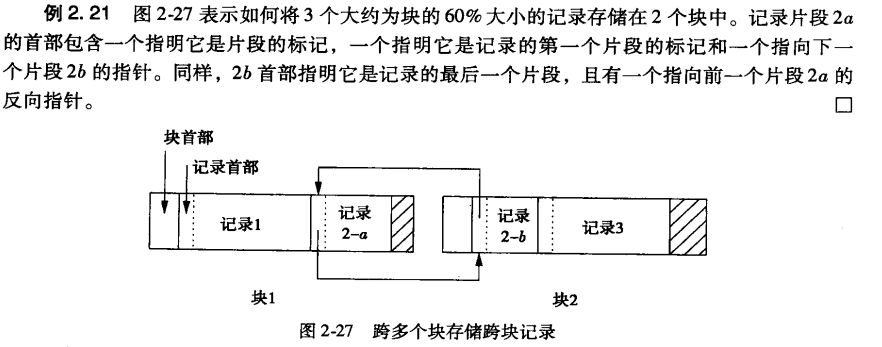 例2.21 图2-27表示如何将3个大约为块的60%大小的记录存储在2个块中。记录片段2a
的首部包含一个指明它是片段的标记，一个指明它是记录的第一个片段的标记和一个指向下一
个片段2b的指针。同样，2b首部指明它是记录的最后一个片段，且有一个指向前一个片段2a的
反向指针。 □
块首部
记录首部
记录1
记录
2-a
记录
2-b
记录3
块1
块2
图2-27 跨多个块存储跨块记录